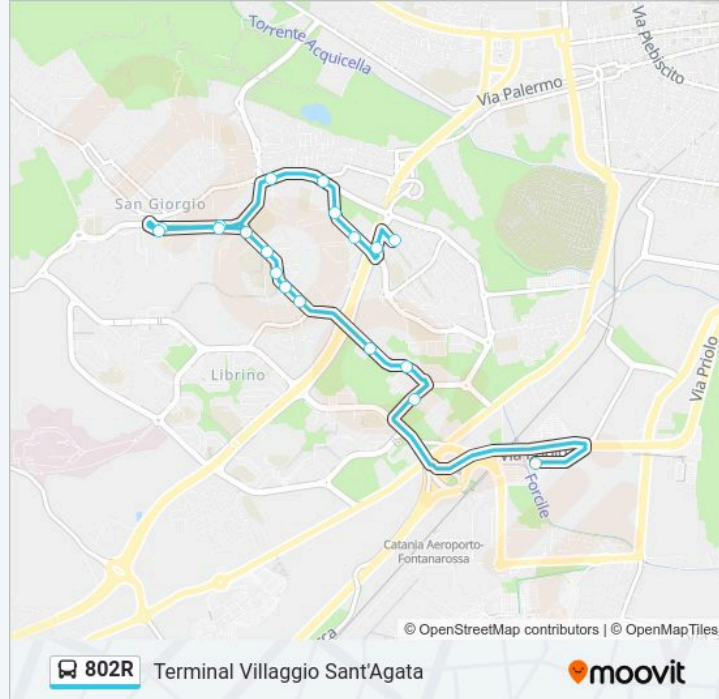 Torrente Acquicella
Via Plebiscito
Via Palermo
San Giorgio
Librino
Via Priolo
Forcile
Catania Aeroporto-
Fontanarossa
© OpenStreetMap contributors | © OpenMapTiles
802R
Terminal Villaggio Sant'Agata
moovit